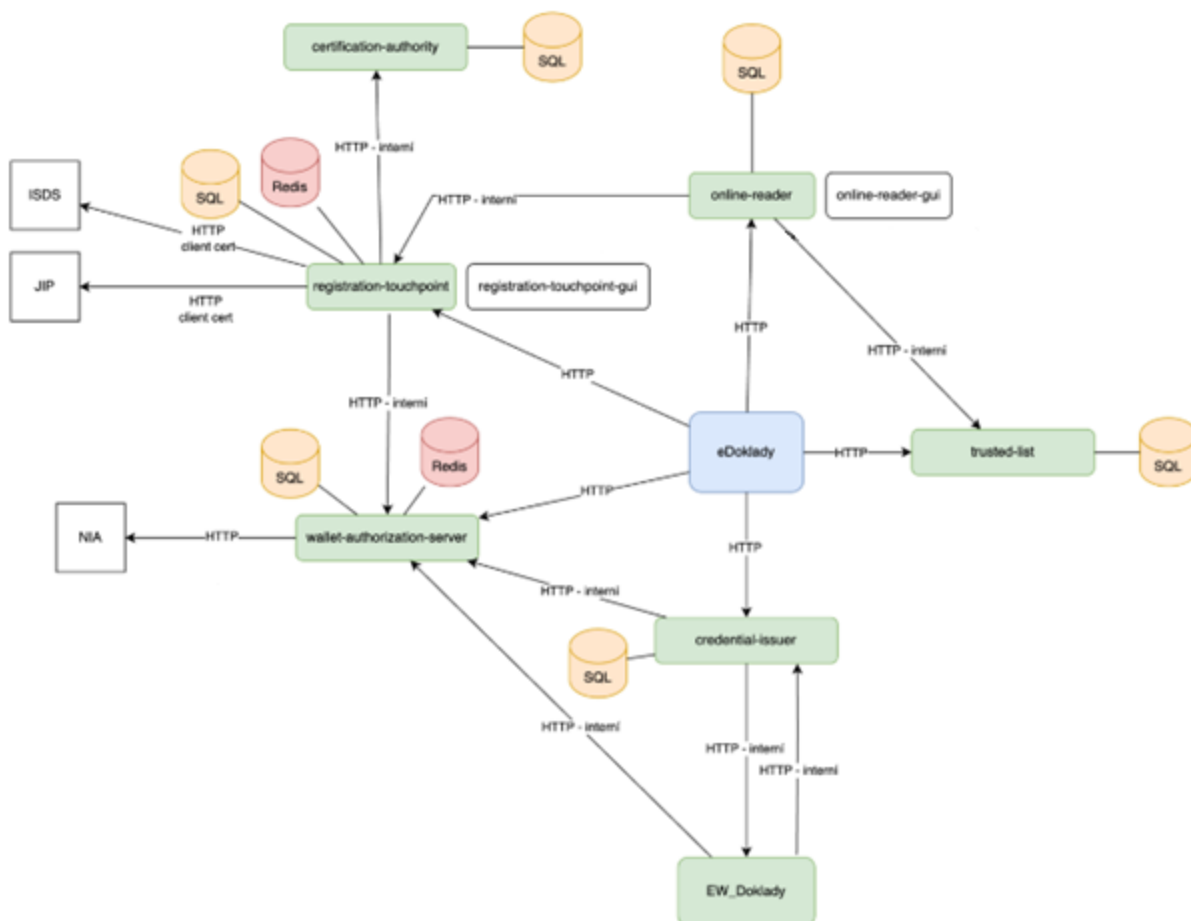 certification-authority
SQL
SQL
HTTP - interní
Redis
SQL
ISDS
online-reader
online-reader-gui
HTTP - interní
HTTP
client cert
JIP
registration-touchpoint
registration-touchpoint-gui
HTTP
client cert
HTTP
HTTP - interní
HTTP
HTTP - interní
eDoklady
HTTP
trusted-list
SQL
SQL
Redis
HTTP
NIA
HTTP
wallet-authorization-server
HTTP
HTTP - interní
credential-issuer
SQL
HTTP - interní
HTTP - interní
HTTP - interní
EW_Doklady